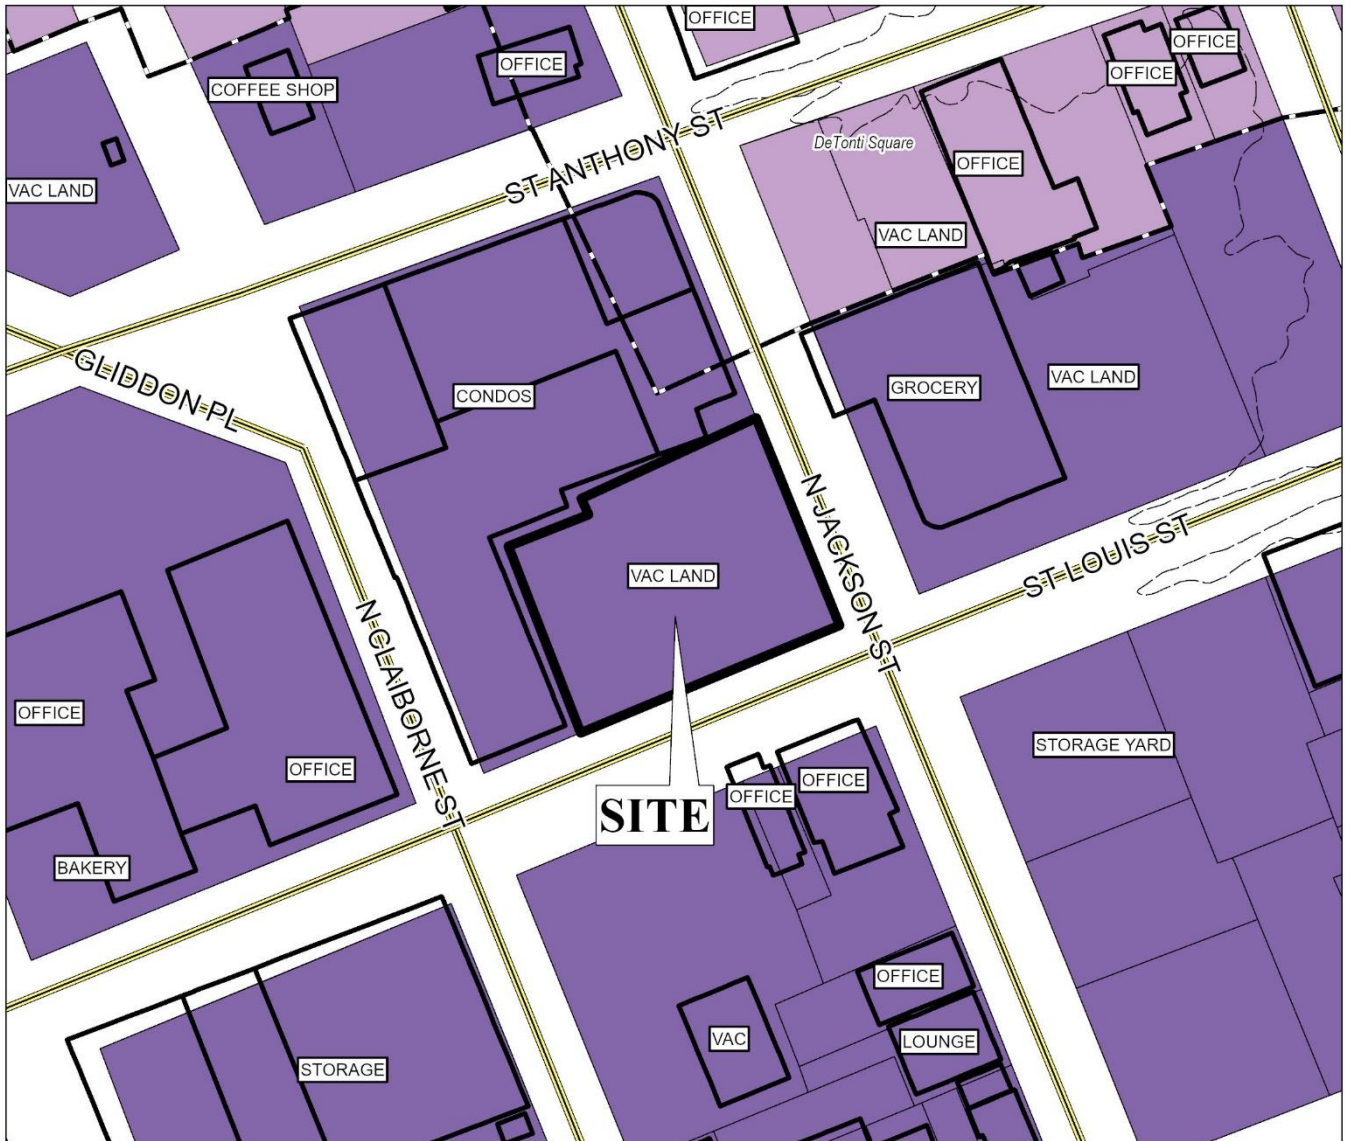 OFFICE
OFFICE
OFFICE
COFFEE SHOP
OFFICE
ST ANTHONY ST
DeTonti Square
OFFICE
VAC LAND
VAC LAND
GLIDDON PL
CONDOS
GROCERY
VAC LAND
N JACKSON ST
ST LOUIS ST
VAC LAND
N CLAIBORNE ST
OFFICE
STORAGE YARD
OFFICE
OFFICE
OFFICE
SITE
BAKERY
OFFICE
VAC
LOUNGE
STORAGE